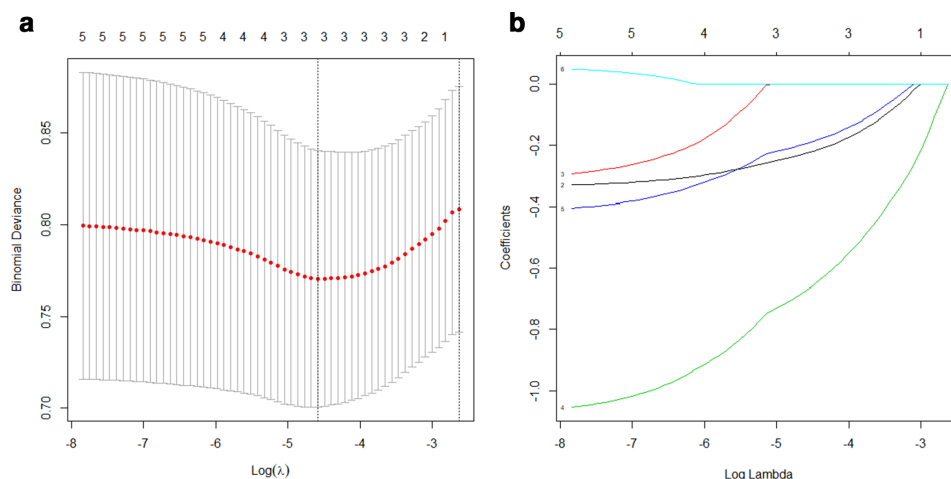 a
5 5 5 5 5 5 5 4 4 4 3 3 3 3 3 3 3 2 1
Binomial Deviance
0.85
0.80
0.75
0.70
-8 -7 -6 -5 -4 -3
Log(λ)
b
5 5 4 3 3 1
Coefficients
0.0
-0.2
-0.4
-0.6
-0.8
-1.0
6
3
2
5
4
-8 -7 -6 -5 -4 -3
Log Lambda